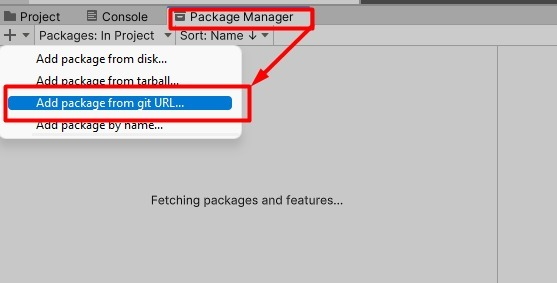 Project Console Package Manager
+ Packages: In Project Sort: Name ↓
Add package from disk...
Add package from tarball...
Add package from git URL...
Add package by name...
Fetching packages and features...